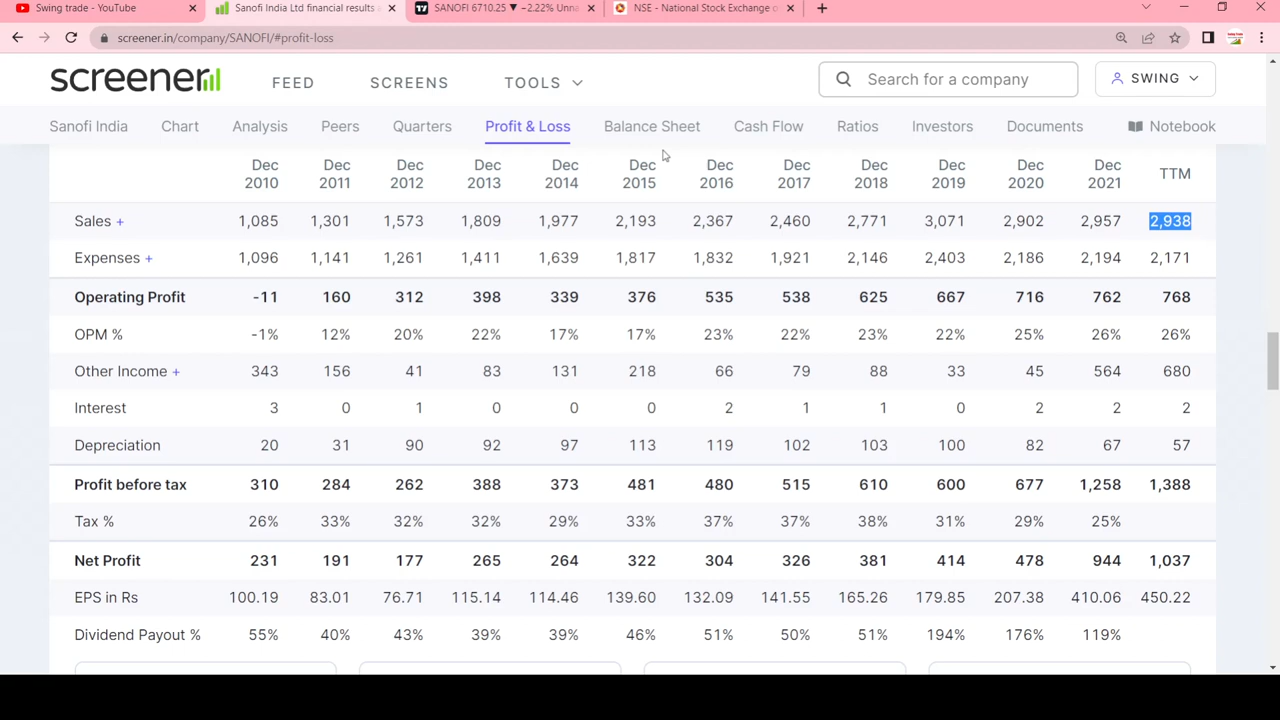 Swing trade - YouTube
Sanofi India Ltd financial results a
SANOFI 6710.25 ▼ −2.22% Unna
NSE - National Stock Exchange o
screener.in/company/SANOFI/#profit-loss
screener
FEED
SCREENS
TOOLS
Search for a company
SWING
Sanofi India
Chart
Analysis
Peers
Quarters
Profit & Loss
Balance Sheet
Cash Flow
Ratios
Investors
Documents
Notebook
Dec 2010 Dec 2011 Dec 2012 Dec 2013 Dec 2014 Dec 2015 Dec 2016 Dec 2017 Dec 2018 Dec 2019 Dec 2020 Dec 2021 TTM
Sales + 1,085 1,301 1,573 1,809 1,977 2,193 2,367 2,460 2,771 3,071 2,902 2,957 2,938
Expenses + 1,096 1,141 1,261 1,411 1,639 1,817 1,832 1,921 2,146 2,403 2,186 2,194 2,171
Operating Profit -11 160 312 398 339 376 535 538 625 667 716 762 768
OPM % -1% 12% 20% 22% 17% 17% 23% 22% 23% 22% 25% 26% 26%
Other Income + 343 156 41 83 131 218 66 79 88 33 45 564 680
Interest 3 0 1 0 0 0 2 1 1 0 2 2 2
Depreciation 20 31 90 92 97 113 119 102 103 100 82 67 57
Profit before tax 310 284 262 388 373 481 480 515 610 600 677 1,258 1,388
Tax % 26% 33% 32% 32% 29% 33% 37% 37% 38% 31% 29% 25%
Net Profit 231 191 177 265 264 322 304 326 381 414 478 944 1,037
EPS in Rs 100.19 83.01 76.71 115.14 114.46 139.60 132.09 141.55 165.26 179.85 207.38 410.06 450.22
Dividend Payout % 55% 40% 43% 39% 39% 46% 51% 50% 51% 194% 176% 119%